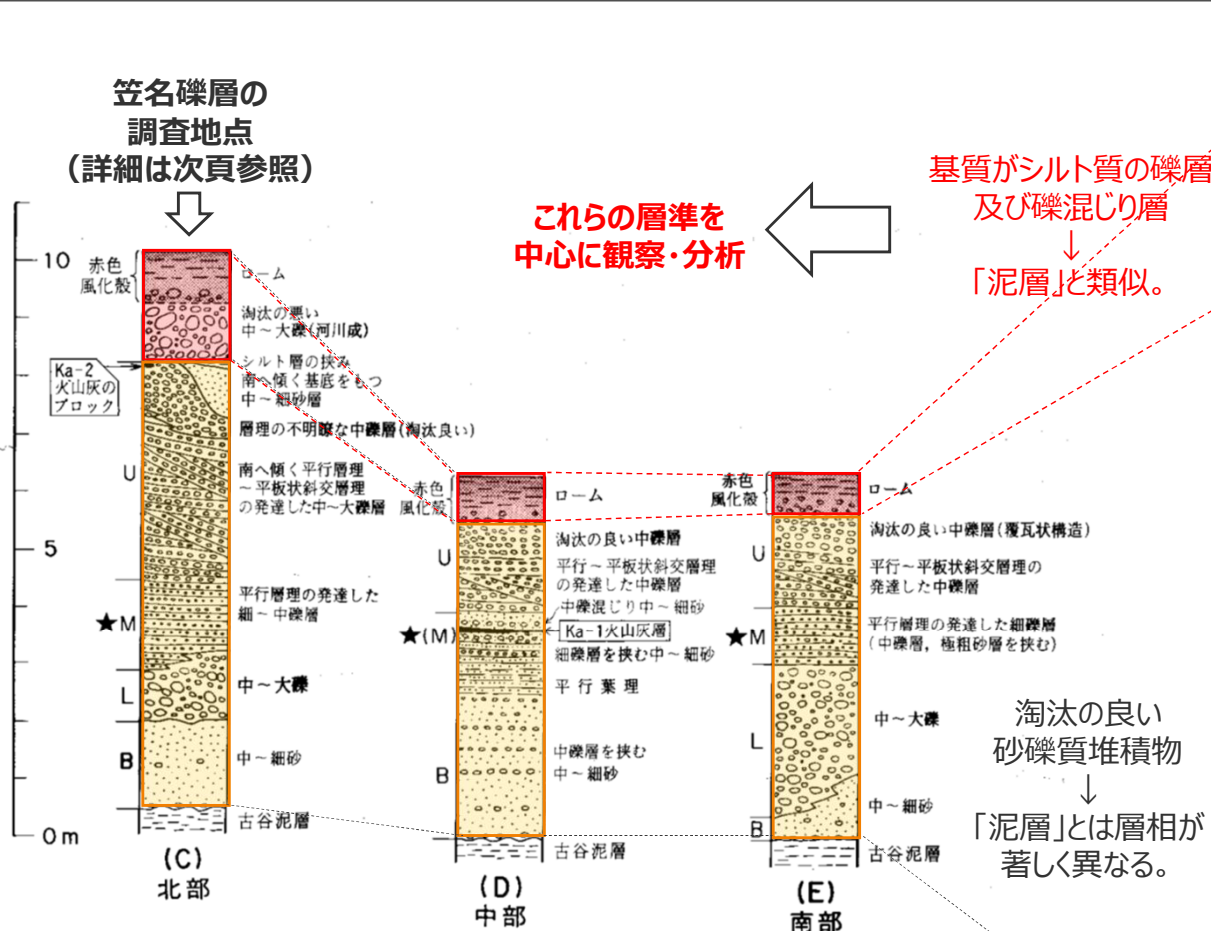 笠名礫層の
調査地点
（詳細は次頁参照）
これらの層準を
中心に観察・分析
基質がシルト質の礫層
及び礫混じり層
↓
「泥層」と類似。
10
5
0m
赤色
風化殻
ローム
淘汰の悪い
中～大礫(河川成)
シルト層の挟み
南へ傾く基底をもつ
中～細砂層
Ka-2
火山灰の
ブロック
層理の不明瞭な中礫層(淘汰良い)
U
南へ傾く平行層理
～平板状斜交層理
の発達した中～大礫層
★M
平行層理の発達した
細～中礫層
L
中～大礫
B
中～細砂
古谷泥層
(C)
北部
赤色
風化殻
ローム
U
淘汰の良い中礫層
平行～平板状斜交層理
の発達した中礫層
中礫混じり中～細砂
★(M)
Ka-1火山灰層
細礫層を挟む中～細砂
平行葉理
B
中礫層を挟む
中～細砂
古谷泥層
(D)
中部
赤色
風化殻
ローム
U
淘汰の良い中礫層(覆瓦状構造)
平行～平板状斜交層理の
発達した中礫層
★M
平行層理の発達した細礫層
(中礫層，極粗砂層を挟む)
L
中～大礫
中～細砂
B
古谷泥層
(E)
南部
淘汰の良い
砂礫質堆積物
↓
「泥層」とは層相が
著しく異なる。